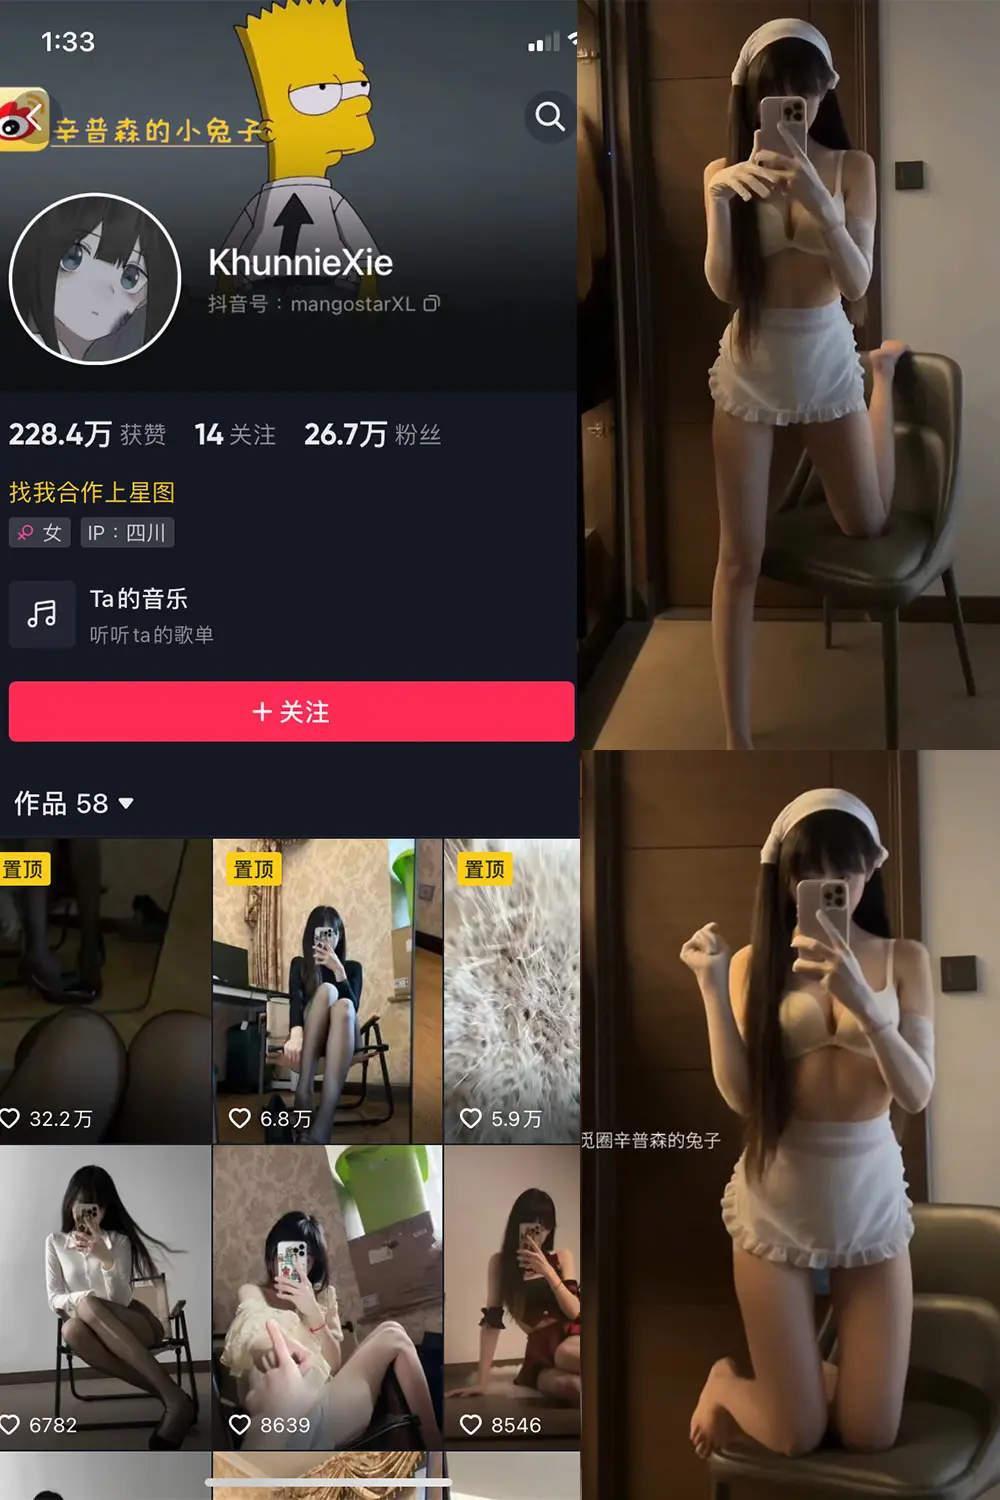 1:33
辛普森的小兔子
KhunnieXie
抖音号：mangostarXL
228.4万 获赞 14 关注 26.7万 粉丝
找我合作上星图
女 IP：四川
Ta的音乐
听听ta的歌单
+ 关注
作品 58
置顶 置顶 置顶
32.2万 6.8万 5.9万
6782 8639 8546
觅圈辛普森的兔子